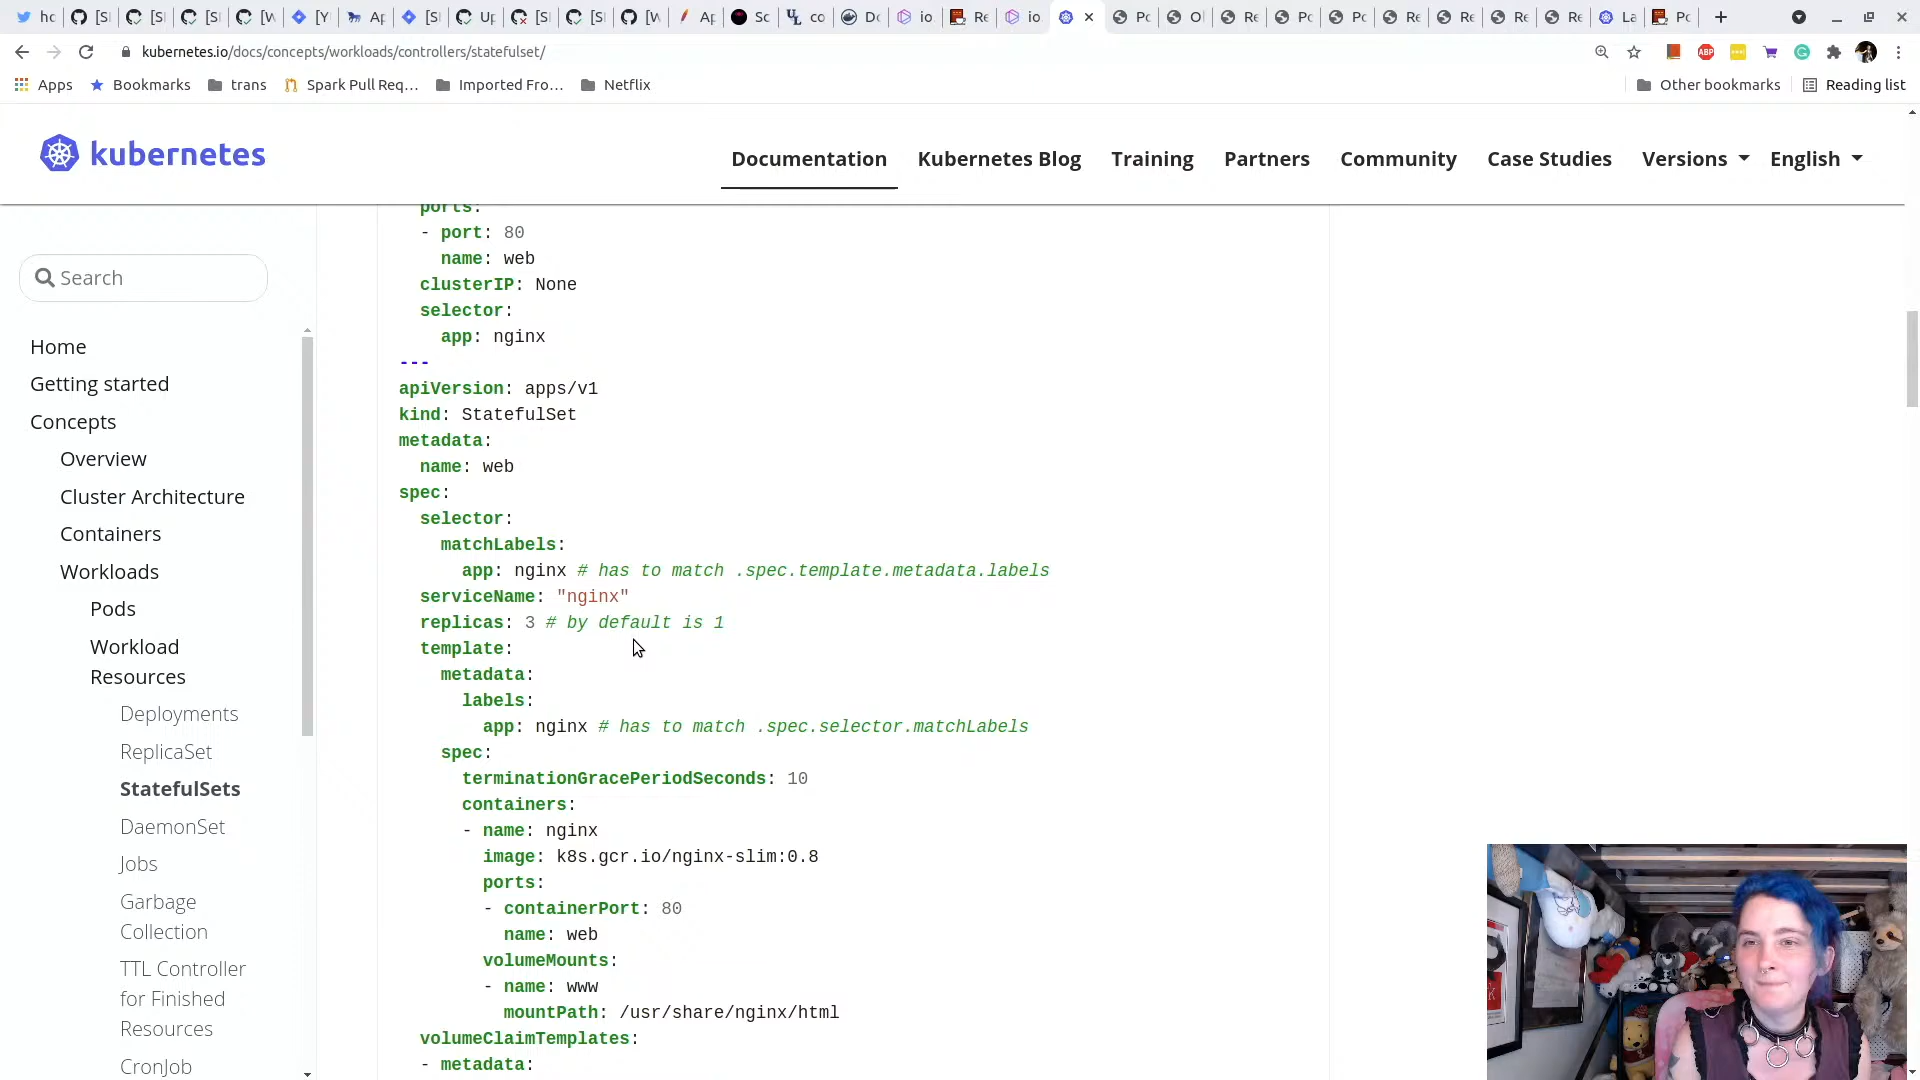 kubernetes.io/docs/concepts/workloads/controllers/statefulset/
Apps
Bookmarks
trans
Spark Pull Req...
Imported Fro...
Netflix
Other bookmarks
Reading list
kubernetes
Documentation
Kubernetes Blog
Training
Partners
Community
Case Studies
Versions
English
Search
Home
Getting started
Concepts
Overview
Cluster Architecture
Containers
Workloads
Pods
Workload
Resources
Deployments
ReplicaSet
StatefulSets
DaemonSet
Jobs
Garbage
Collection
TTL Controller
for Finished
Resources
CronJob
ports:
- port: 80
name: web
clusterIP: None
selector:
app: nginx
---
apiVersion: apps/v1
kind: StatefulSet
metadata:
name: web
spec:
selector:
matchLabels:
app: nginx # has to match .spec.template.metadata.labels
serviceName: "nginx"
replicas: 3 # by default is 1
template:
metadata:
labels:
app: nginx # has to match .spec.selector.matchLabels
spec:
terminationGracePeriodSeconds: 10
containers:
- name: nginx
image: k8s.gcr.io/nginx-slim:0.8
ports:
- containerPort: 80
name: web
volumeMounts:
- name: www
mountPath: /usr/share/nginx/html
volumeClaimTemplates:
- metadata: